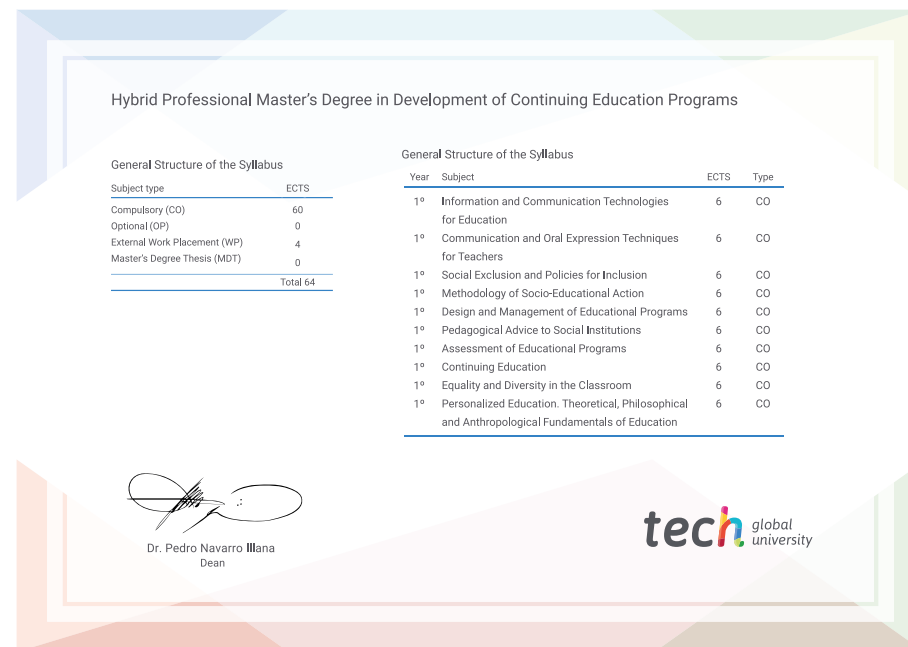 Hybrid Professional Master's Degree in Development of Continuing Education Programs
General Structure of the Syllabus
Subject type ECTS
Compulsory (CO) 60
Optional (OP) 0
External Work Placement (WP) 4
Master's Degree Thesis (MDT) 0
Total 64
General Structure of the Syllabus
Year Subject ECTS Type
1º Information and Communication Technologies 6 CO
for Education
1º Communication and Oral Expression Techniques 6 CO
for Teachers
1º Social Exclusion and Policies for Inclusion 6 CO
1º Methodology of Socio-Educational Action 6 CO
1º Design and Management of Educational Programs 6 CO
1º Pedagogical Advice to Social Institutions 6 CO
1º Assessment of Educational Programs 6 CO
1º Continuing Education 6 CO
1º Equality and Diversity in the Classroom 6 CO
1º Personalized Education. Theoretical, Philosophical 6 CO
and Anthropological Fundamentals of Education
Dr. Pedro Navarro Illana
Dean
tech global
university